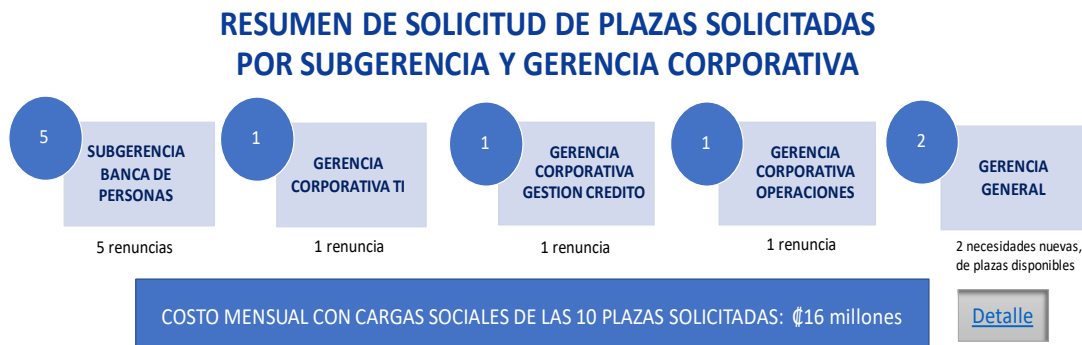 RESUMEN DE SOLICITUD DE PLAZAS SOLICITADAS
POR SUBGERENCIA Y GERENCIA CORPORATIVA
5
SUBGERENCIA
BANCA DE
PERSONAS
5 renuncias
1
GERENCIA
CORPORATIVA TI
1 renuncia
1
GERENCIA
CORPORATIVA
GESTION CREDITO
1 renuncia
1
GERENCIA
CORPORATIVA
OPERACIONES
1 renuncia
2
GERENCIA
GENERAL
2 necesidades nuevas,
de plazas disponibles
COSTO MENSUAL CON CARGAS SOCIALES DE LAS 10 PLAZAS SOLICITADAS: ₡16 millones
Detalle